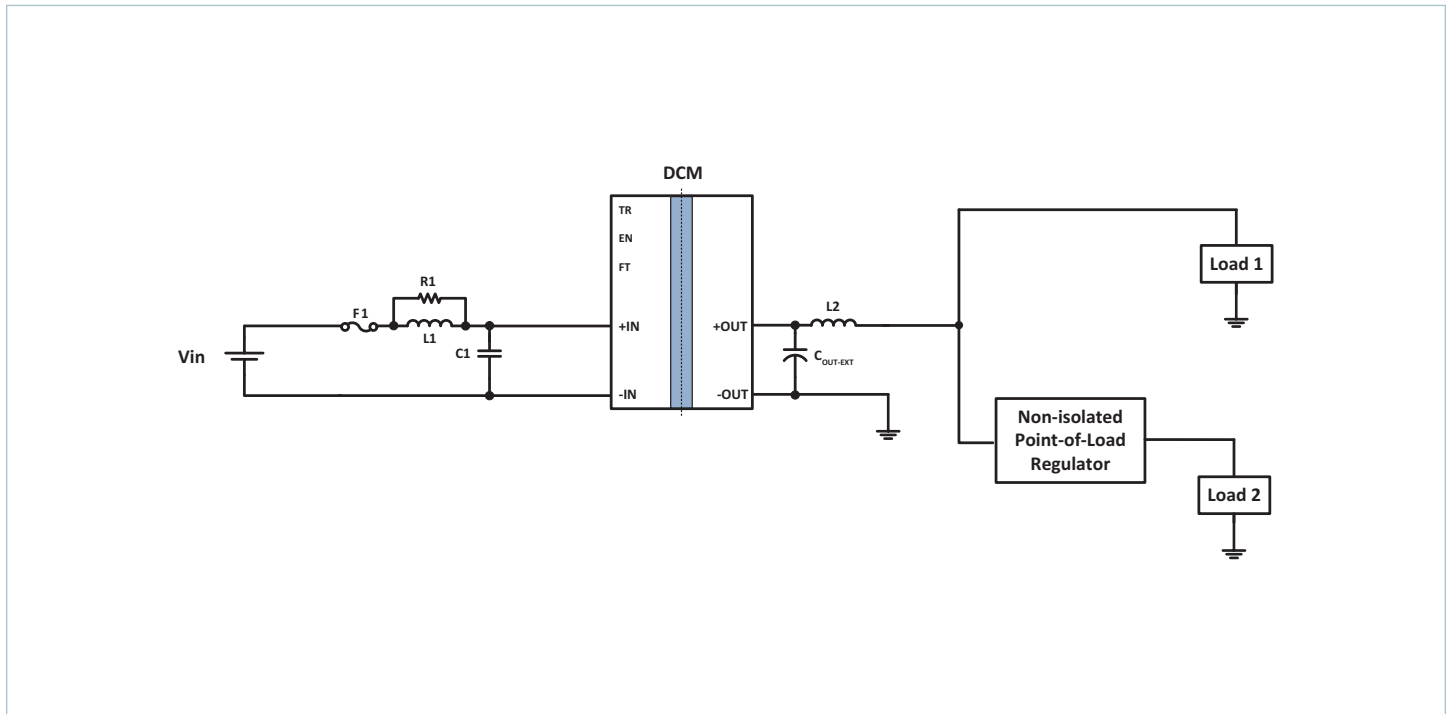 DCM
TR
EN
FT
R1
F1
L1
C1
Vin
+IN
-IN
+OUT
-OUT
L2
COUT-EXT
Load 1
Non-isolated
Point-of-Load
Regulator
Load 2